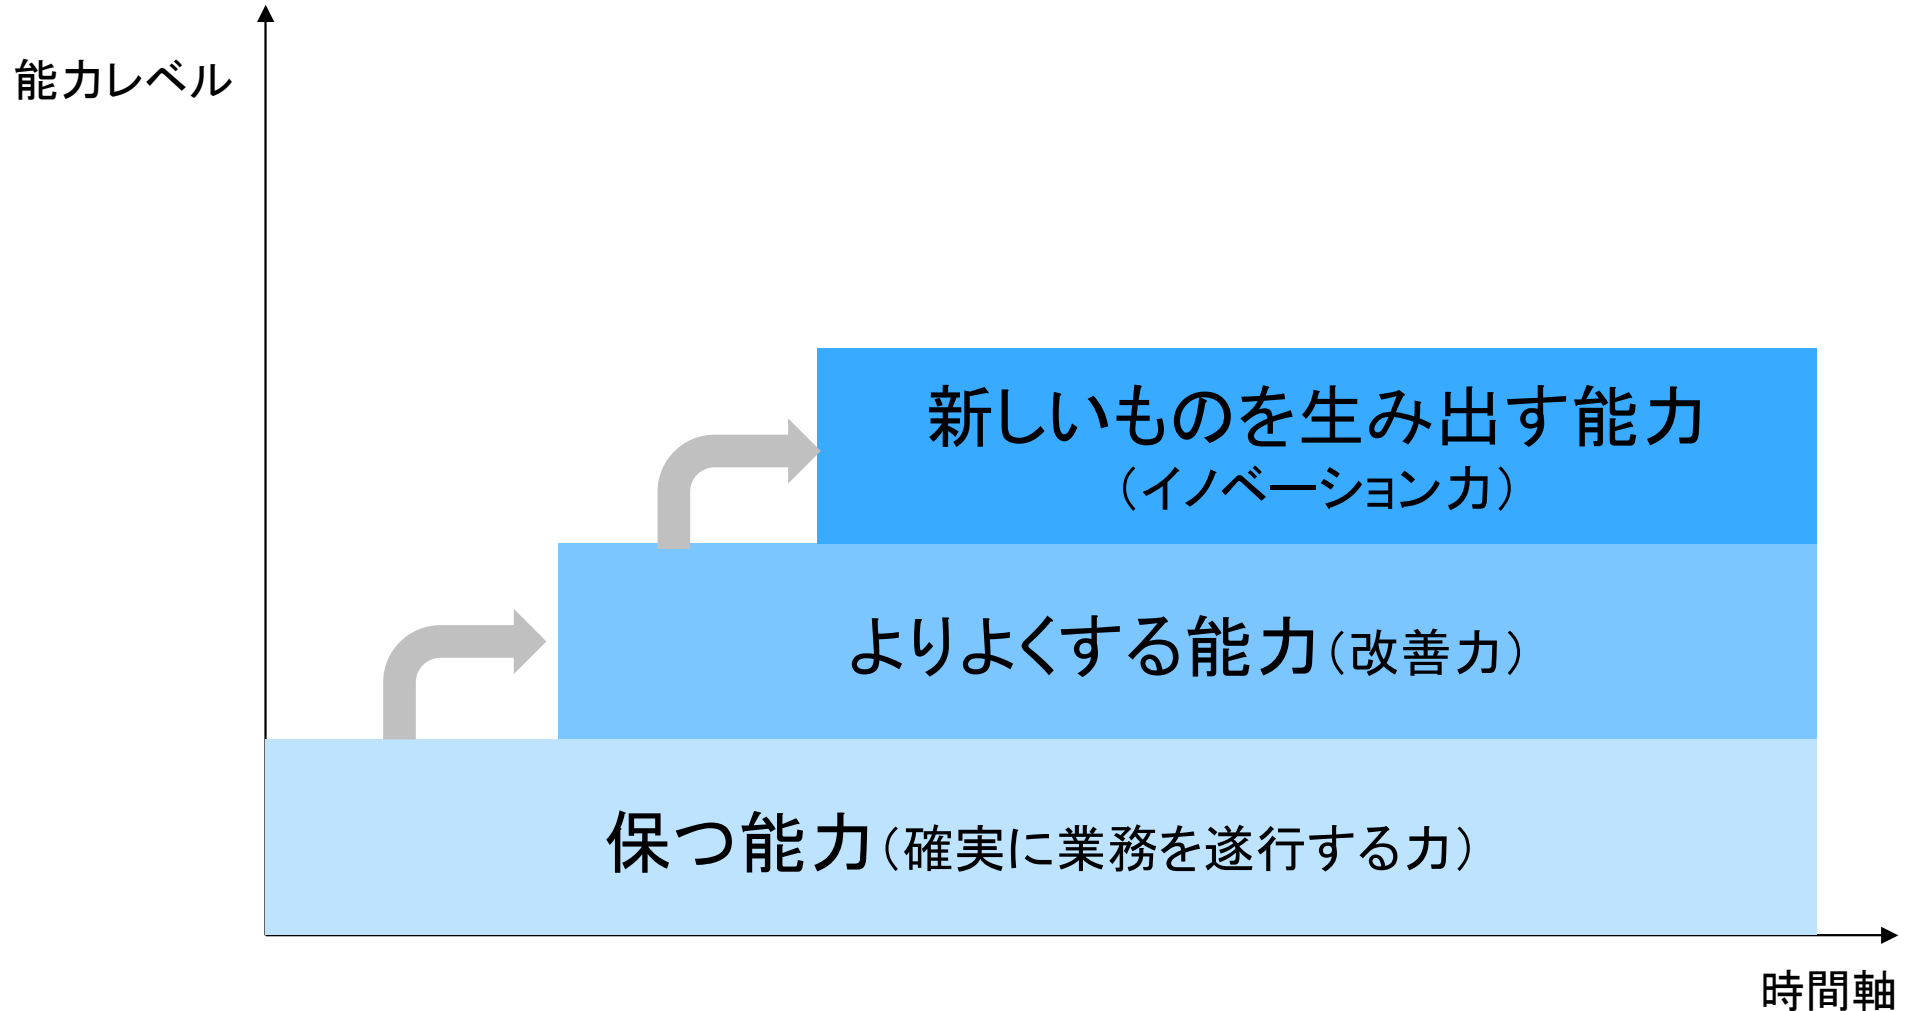 能力レベル
新しいものを生み出す能力
（イノベーション力）
よりよくする能力（改善力）
保つ能力（確実に業務を遂行する力）
時間軸